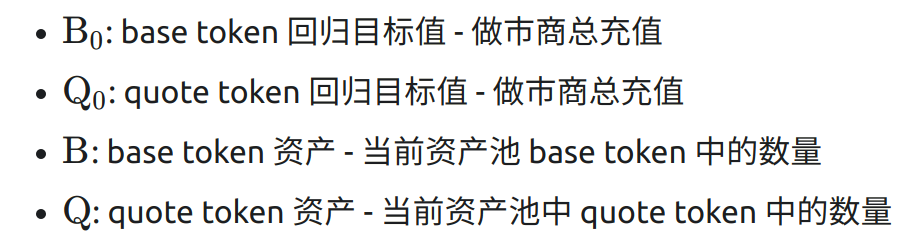 • B₀: base token 回归目标值 - 做市商总充值
• Q₀: quote token 回归目标值 - 做市商总充值
• B: base token 资产 - 当前资产池 base token 中的数量
• Q: quote token 资产 - 当前资产池中 quote token 中的数量